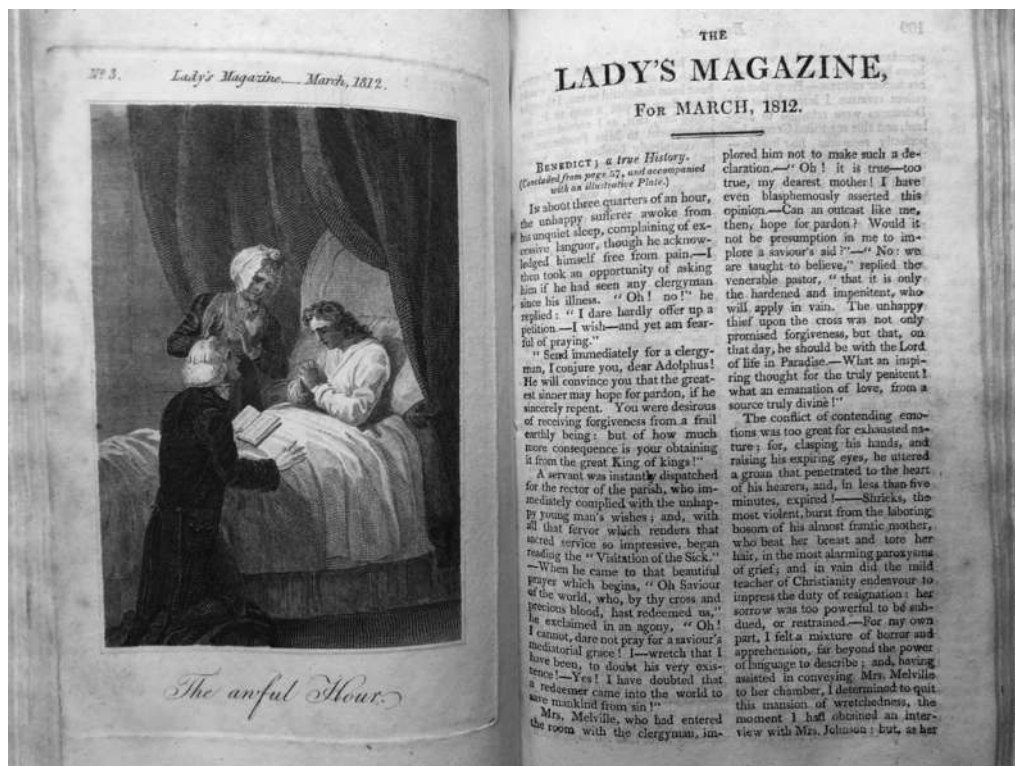 No 3.
Lady's Magazine. March, 1812.
The awful Hour.
THE
LADY'S MAGAZINE,
FOR MARCH, 1812.
BENEDICT; a true History.
(Concluded from page 57, and accompanied
with an illustrative Plate.)
IN about three quarters of an hour,
the unhappy sufferer awoke from
his unquiet sleep, complaining of ex-
cessive languor, though he acknow-
ledged himself free from pain.—I
then took an opportunity of asking
him if he had seen any clergyman
since his illness. "Oh! no!" he
replied: "I dare hardly offer up a
petition.—I wish—and yet am fear-
ful of praying."
"Send immediately for a clergy-
man, I conjure you, dear Adolphus!
He will convince you that the great-
est sinner may hope for pardon, if he
sincerely repent. You were desirous
of receiving forgiveness from a frail
earthly being: but of how much
more consequence is your obtaining
it from the great King of kings!"
A servant was instantly dispatched
for the rector of the parish, who im-
mediately complied with the unhap-
py young man's wishes; and, with
all that fervor which renders that
sacred service so impressive, began
reading the "Visitation of the Sick."
—When he came to that beautiful
prayer which begins, "Oh Saviour
of the world, who, by thy cross and
precious blood, hast redeemed us,"
he exclaimed in an agony, "Oh!
I cannot, dare not pray for a saviour's
mediatorial grace! I—wretch that I
have been, to doubt his very exis-
tence!—Yes! I have doubted that
a redeemer came into the world to
save mankind from sin!"
Mrs. Melville, who had entered
the room with the clergyman, im-
plored him not to make such a de-
claration.—"Oh! it is true—too
true, my dearest mother! I have
even blasphemously asserted this
opinion.—Can an outcast like me,
then, hope for pardon? Would it
not be presumption in me to im-
plore a saviour's aid?"—"No: we
are taught to believe," replied the
venerable pastor, "that it is only
the hardened and impenitent, who
will apply in vain. The unhappy
thief upon the cross was not only
promised forgiveness, but that, on
that day, he should be with the Lord
of life in Paradise.—What an inspi-
ring thought for the truly penitent!
what an emanation of love, from a
source truly divine!"
The conflict of contending emo-
tions was too great for exhausted na-
ture; for, clasping his hands, and
raising his expiring eyes, he uttered
a groan that penetrated to the heart
of his hearers, and, in less than five
minutes, expired!——Shrieks, the
most violent, burst from the laboring
bosom of his almost frantic mother,
who beat her breast and tore her
hair, in the most alarming paroxysms
of grief; and in vain did the mild
teacher of Christianity endeavour to
impress the duty of resignation: her
sorrow was too powerful to be sub-
dued, or restrained.—For my own
part, I felt a mixture of horror and
apprehension, far beyond the power
of language to describe; and, having
assisted in conveying Mrs. Melville
to her chamber, I determined to quit
this mansion of wretchedness, the
moment I had obtained an inter-
view with Mrs. Johnson: but, as her